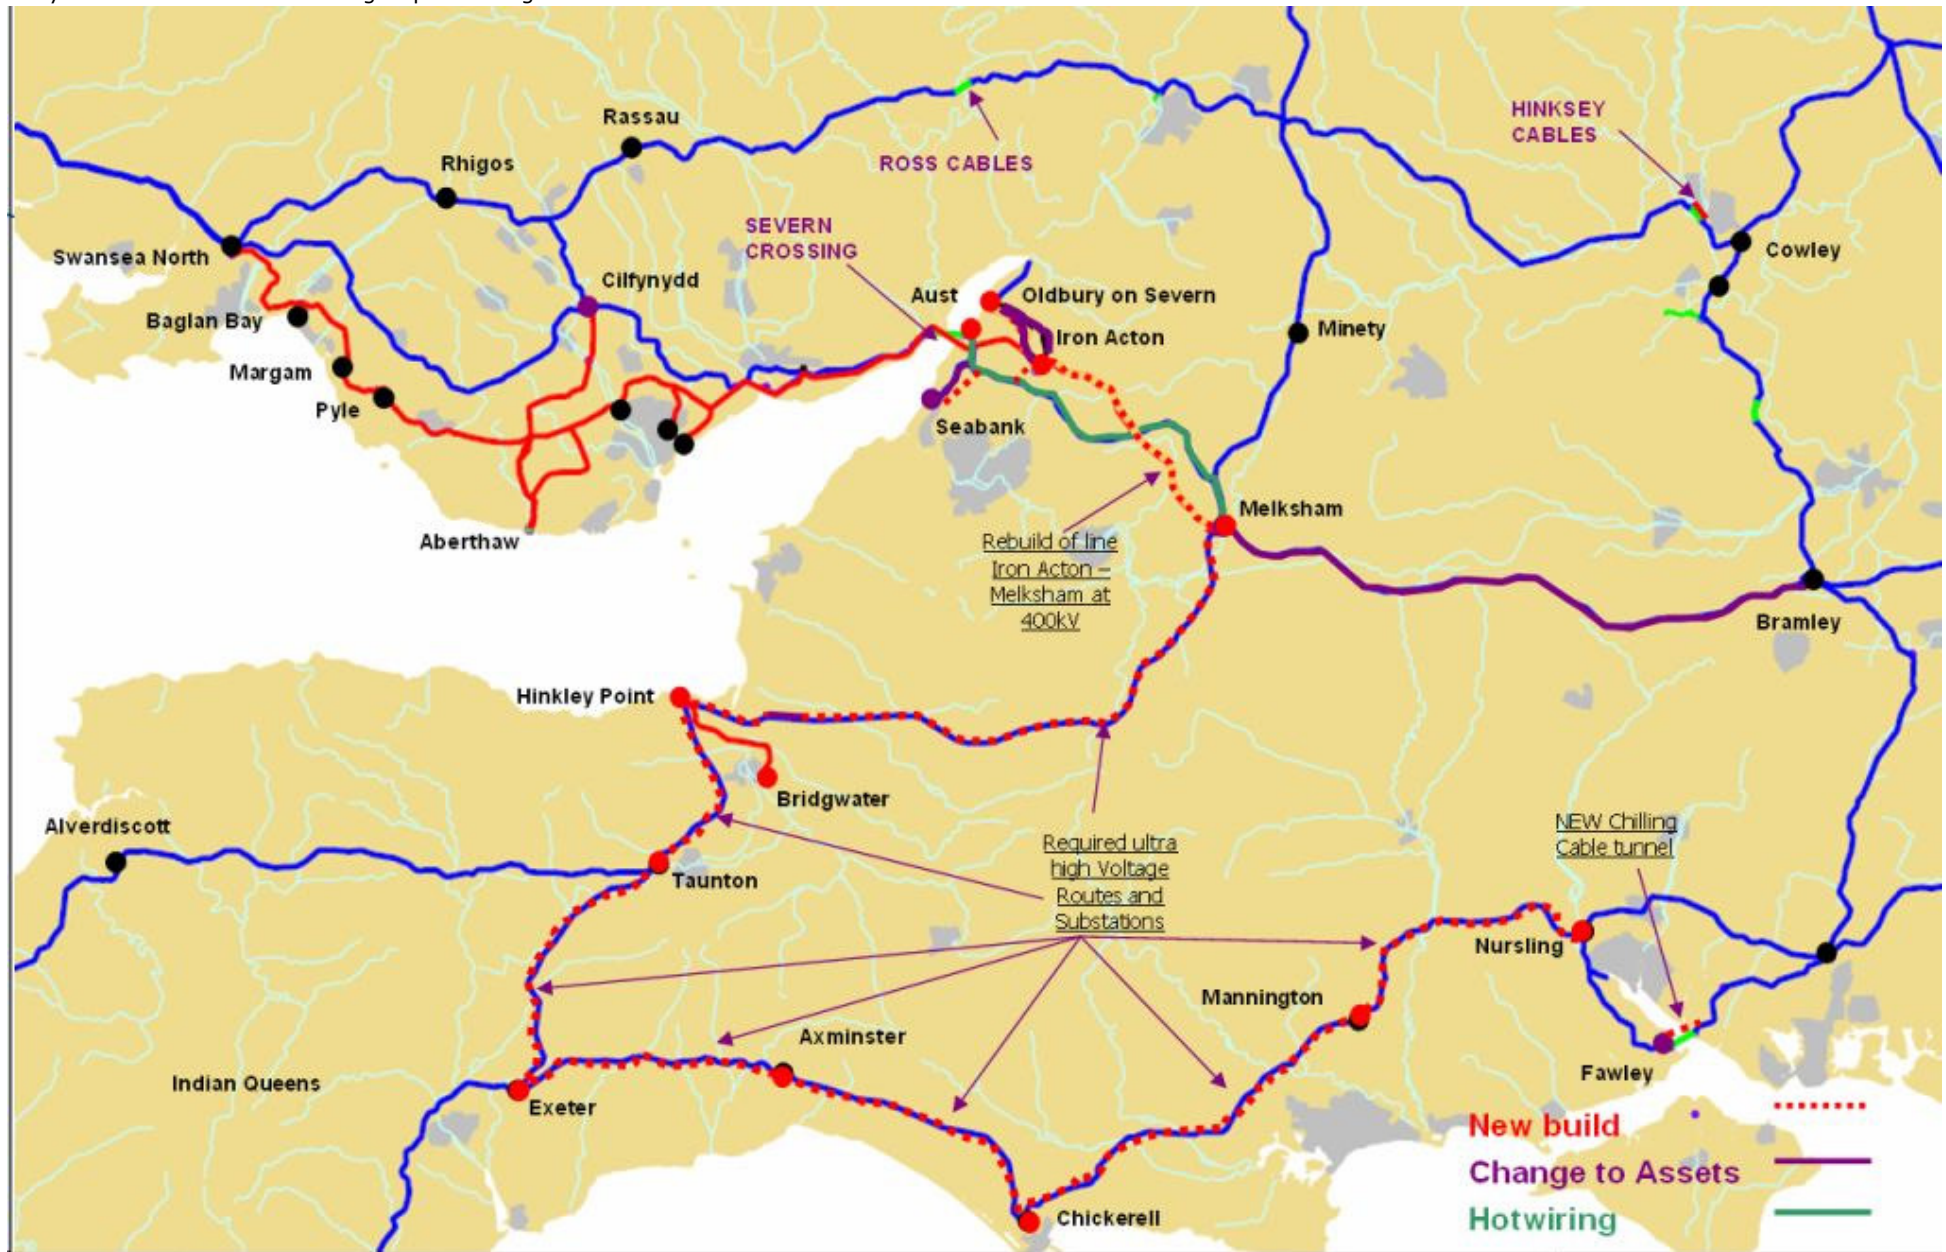 Rassau
HINKSEY
CABLES
Rhigos
ROSS CABLES
SEVERN
CROSSING
Swansea North
Cowley
Cilfynydd
Aust
Oldbury on Severn
Baglan Bay
Iron Acton
Minety
Margam
Pyle
Seabank
Melksham
Aberthaw
Rebuild of line
Iron Acton –
Melksham at
400kV
Bramley
Hinkley Point
Bridgwater
Alverdiscott
NEW Chilling
Cable tunnel
Required ultra
high Voltage
Routes and
Substations
Taunton
Nursling
Mannington
Axminster
Fawley
Indian Queens
Exeter
New build
Change to Assets
Chickerell
Hotwiring